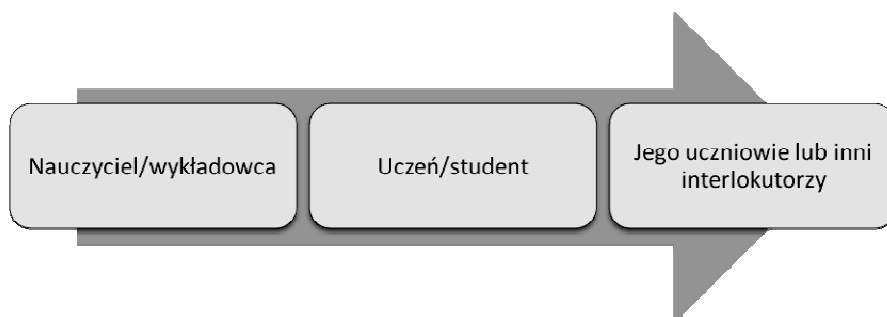 Nauczyciel/wykładowca
Uczeń/student
Jego uczniowie lub inni
interlokutorzy